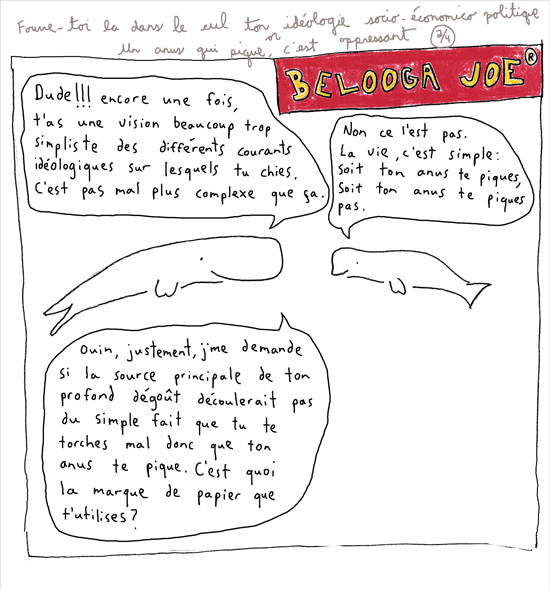 Fourre-toi la dans le cul ton idéologie socio-économico politique
ou
Un anus qui pique, c'est oppressant 2/4
BELOOGA JOE®
Dude!!! encore une fois,
t'as une vision beaucoup trop
simpliste des différents courants
idéologiques sur lesquels tu chies.
C'est pas mal plus complexe que ça.
Non ce l'est pas.
La vie, c'est simple:
soit ton anus te piques,
soit ton anus te piques
pas.
Ouin, justement, j'me demande
si la source principale de ton
profond dégoût découlerait pas
du simple fait que tu te
torches mal donc que ton
anus te pique. C'est quoi
la marque de papier que
t'utilises?